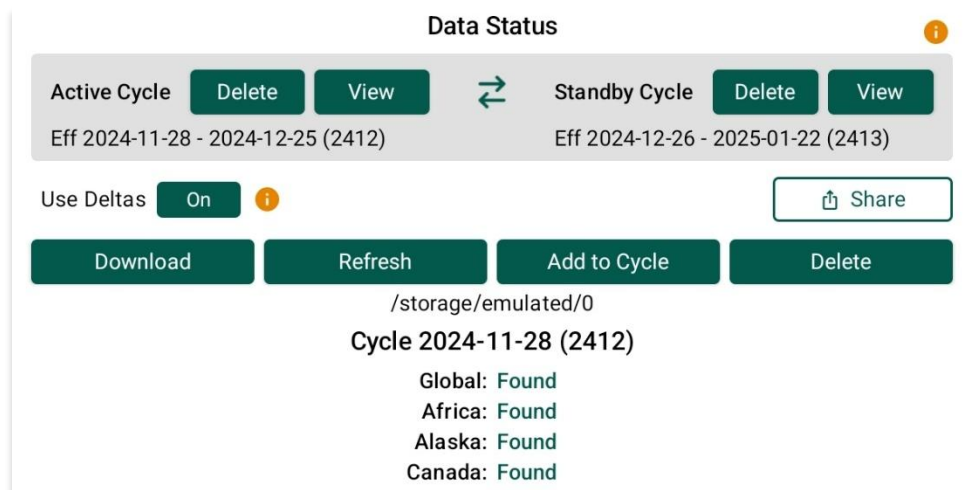 Data Status
Active Cycle Delete View Standby Cycle Delete View
Eff 2024-11-28 - 2024-12-25 (2412) Eff 2024-12-26 - 2025-01-22 (2413)
Use Deltas On Share
Download Refresh Add to Cycle Delete
/storage/emulated/0
Cycle 2024-11-28 (2412)
Global: Found
Africa: Found
Alaska: Found
Canada: Found